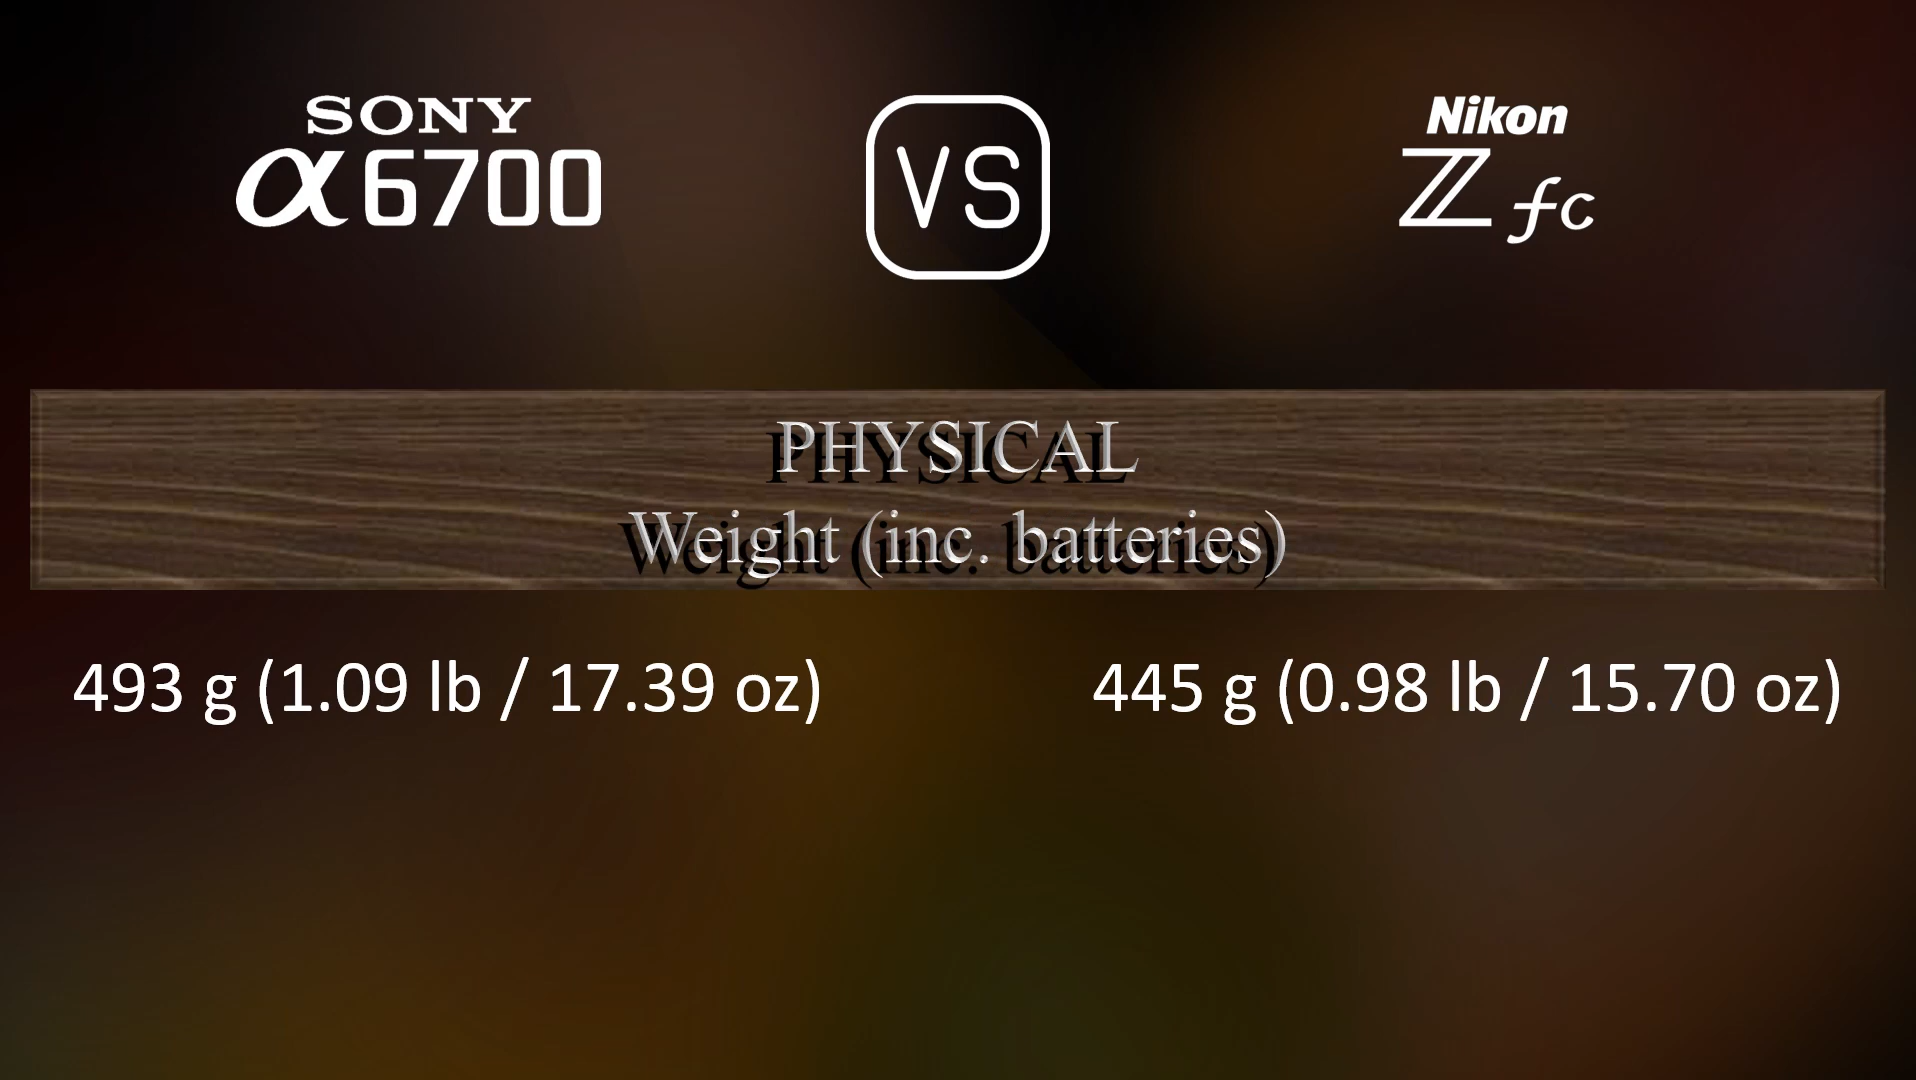 SONY
α6700
VS
Nikon
Z fc
PHYSICAL
Weight (inc. batteries)
493 g (1.09 lb / 17.39 oz)
445 g (0.98 lb / 15.70 oz)